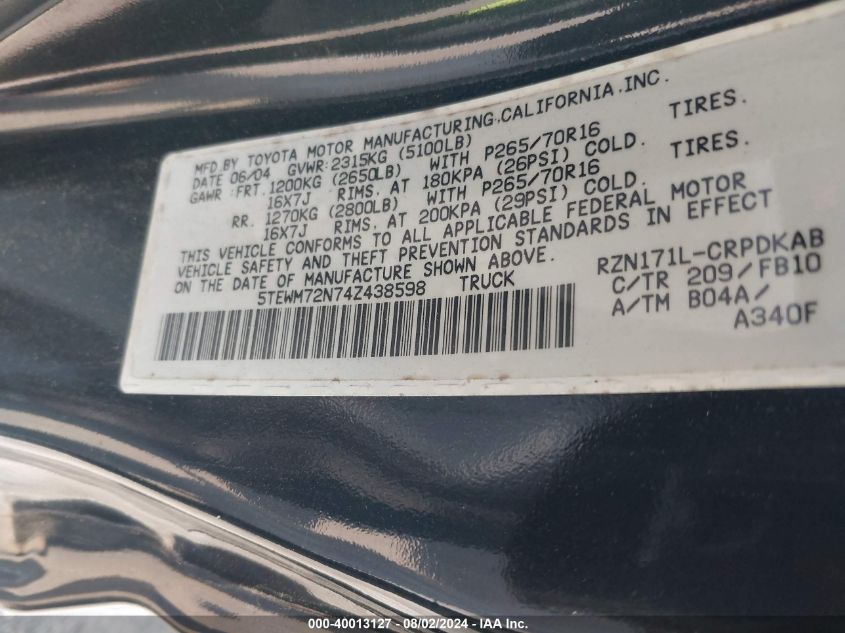 MFD.BY TOYOTA MOTOR MANUFACTURING,CALIFORNIA,INC.
DATE 06/04 GVWR:2315KG (5100LB)
GAWR: FRT. 1200KG (2650LB) WITH P265/70R16 TIRES.
16X7J RIMS, AT 180KPA (26PSI) COLD.
RR. 1270KG (2800LB) WITH P265/70R16 TIRES.
16X7J RIMS, AT 200KPA (29PSI) COLD.
THIS VEHICLE CONFORMS TO ALL APPLICABLE FEDERAL MOTOR
VEHICLE SAFETY AND THEFT PREVENTION STANDARDS IN EFFECT
ON THE DATE OF MANUFACTURE SHOWN ABOVE.
5TEWM72N74Z438598 TRUCK
RZN171L-CRPDKAB
C/TR 209/FB10
A/TM B04A/
A340F
000-40013127 - 08/02/2024 - IAA Inc.